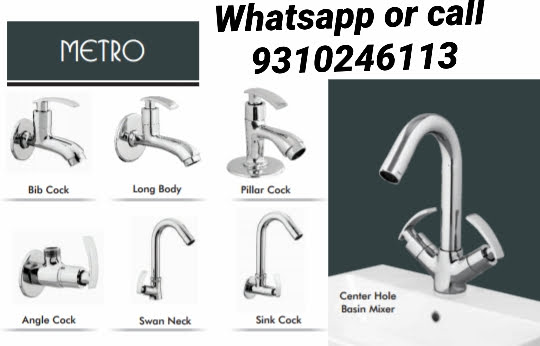 Whatsapp or call
9310246113
METRO
Bib Cock
Long Body
Pillar Cock
Angle Cock
Swan Neck
Sink Cock
Center Hole
Basin Mixer